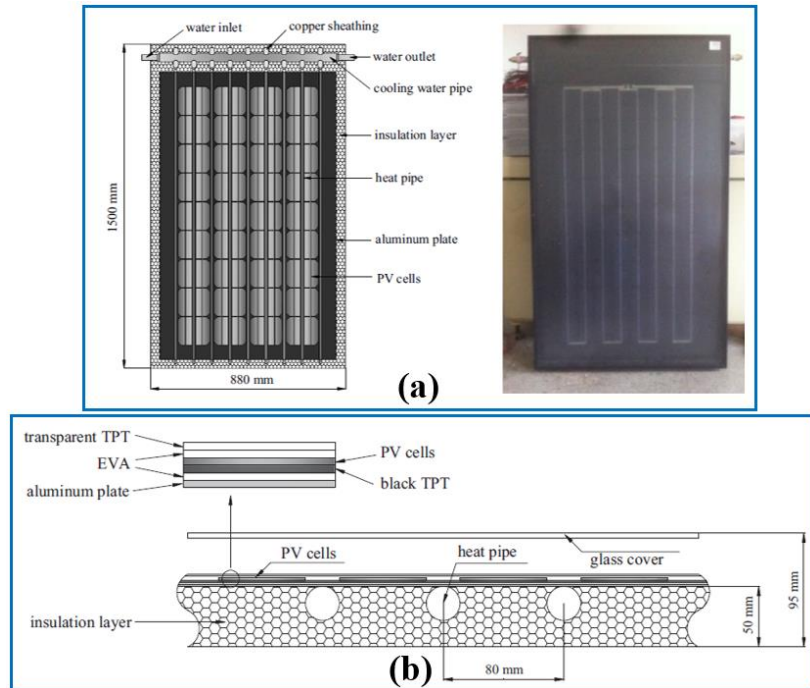 water inlet
copper sheathing
water outlet
cooling water pipe
insulation layer
heat pipe
aluminum plate
PV cells
1500 mm
880 mm
(a)
transparent TPT
EVA
aluminum plate
PV cells
black TPT
PV cells
heat pipe
glass cover
insulation layer
50 mm
95 mm
80 mm
(b)